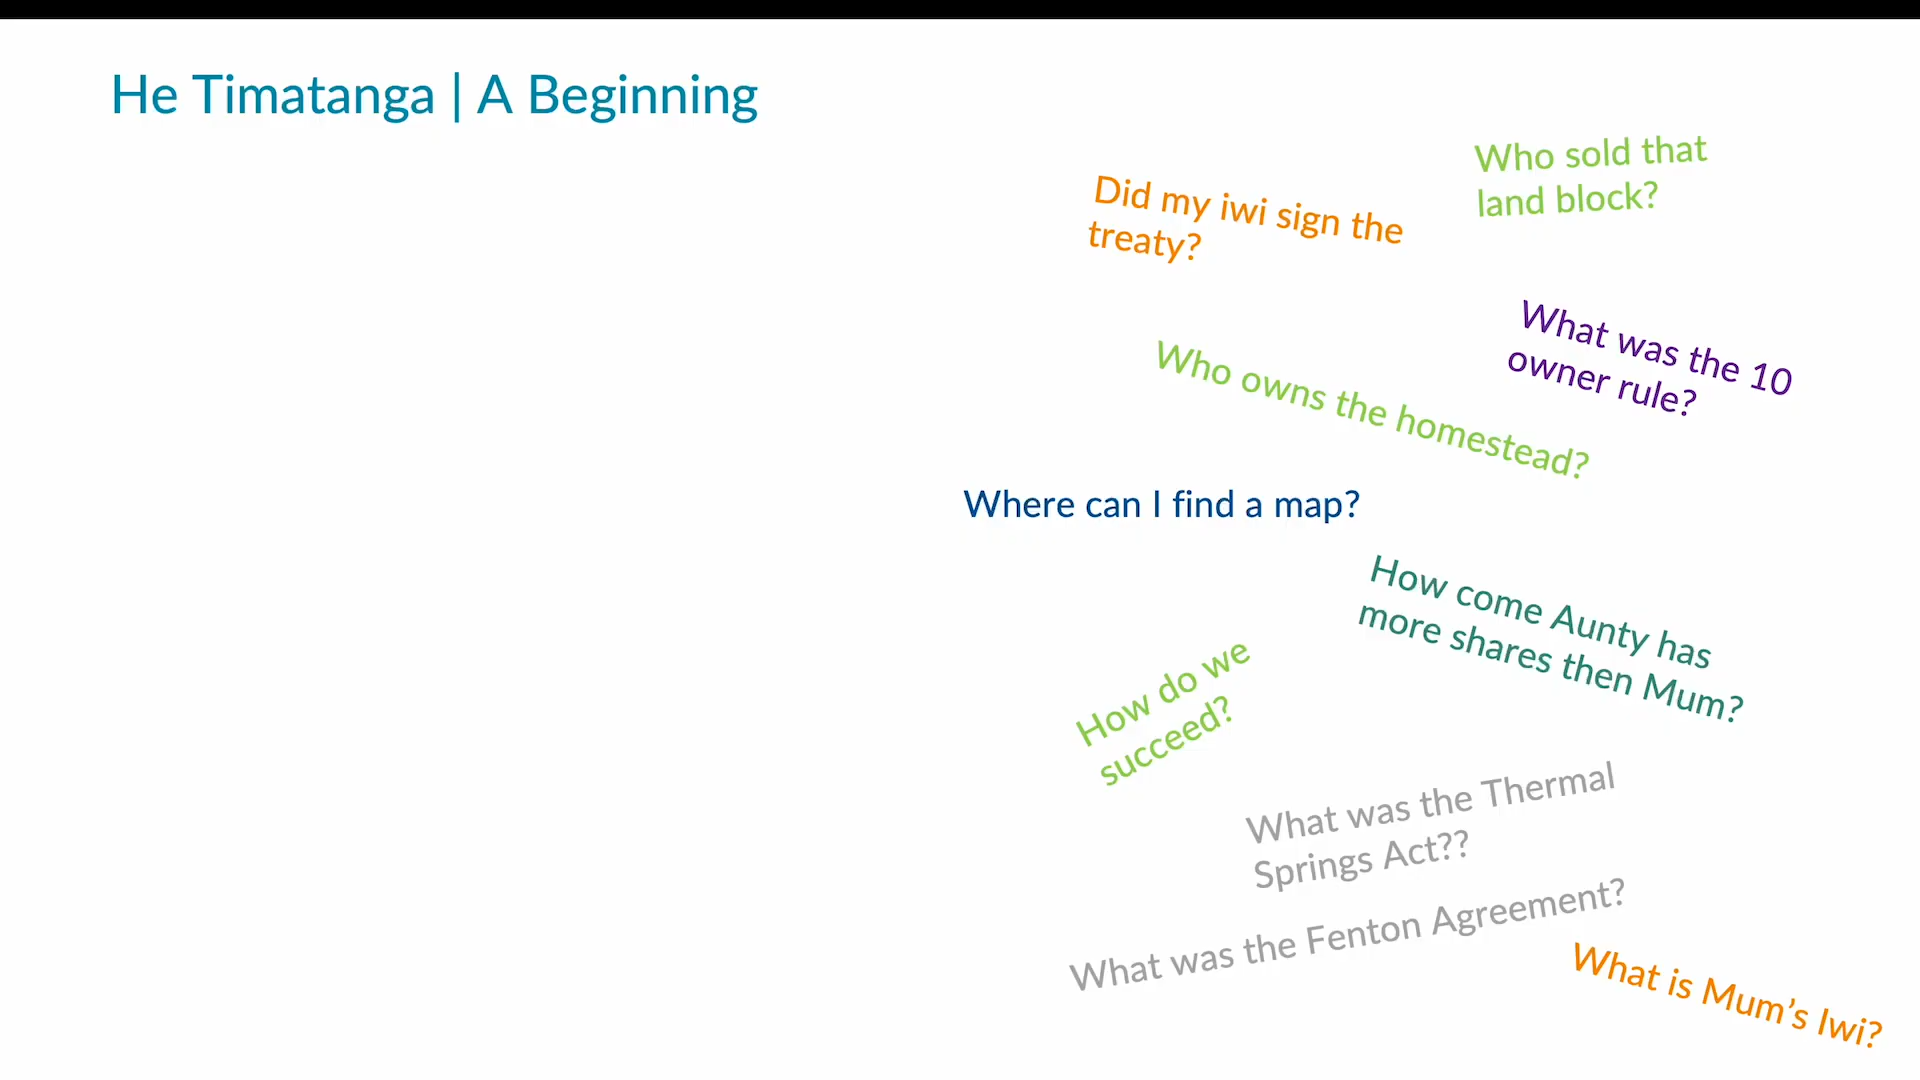 He Timatanga | A Beginning
Who sold that
land block?
Did my iwi sign the
treaty?
What was the 10
owner rule?
Who owns the homestead?
Where can I find a map?
How come Aunty has
more shares then Mum?
How do we
succeed?
What was the Thermal
Springs Act??
What was the Fenton Agreement?
What is Mum’s Iwi?